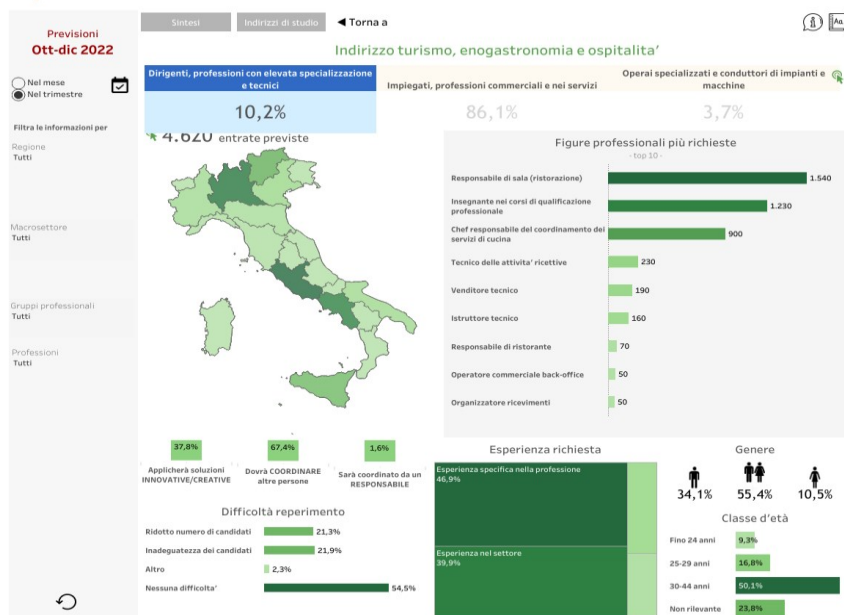 Previsioni
Ott-dic 2022
Nel mese
Nel trimestre
Filtra le informazioni per
Regione
Tutti
Macrosettore
Tutti
Gruppi professionali
Tutti
Professioni
Tutti
Sintesi
Indirizzi di studio
◀ Torna a
Aa
Indirizzo turismo, enogastronomia e ospitalita'
Dirigenti, professioni con elevata specializzazione
e tecnici
10,2%
Impiegati, professioni commerciali e nei servizi
86,1%
Operai specializzati e conduttori di impianti e
macchine
3,7%
4.620 entrate previste
Figure professionali più richieste
- top 10 -
Responsabile di sala (ristorazione)
1.540
Insegnante nei corsi di qualificazione
professionale
1.230
Chef responsabile del coordinamento dei
servizi di cucina
900
Tecnico delle attivita' ricettive
230
Venditore tecnico
190
Istruttore tecnico
160
Responsabile di ristorante
70
Operatore commerciale back-office
50
Organizzatore ricevimenti
50
37,8%
Applicherà soluzioni
INNOVATIVE/CREATIVE
67,4%
Dovrà COORDINARE
altre persone
1,6%
Sarà coordinato da un
RESPONSABILE
Difficoltà reperimento
Ridotto numero di candidati
21,3%
Inadeguatezza dei candidati
21,9%
Altro
2,3%
Nessuna difficolta'
54,5%
Esperienza richiesta
Esperienza specifica nella professione
46,9%
Esperienza nel settore
39,9%
Genere
34,1%
55,4%
10,5%
Classe d'età
Fino 24 anni
9,3%
25-29 anni
16,8%
30-44 anni
50,1%
Non rilevante
23,8%